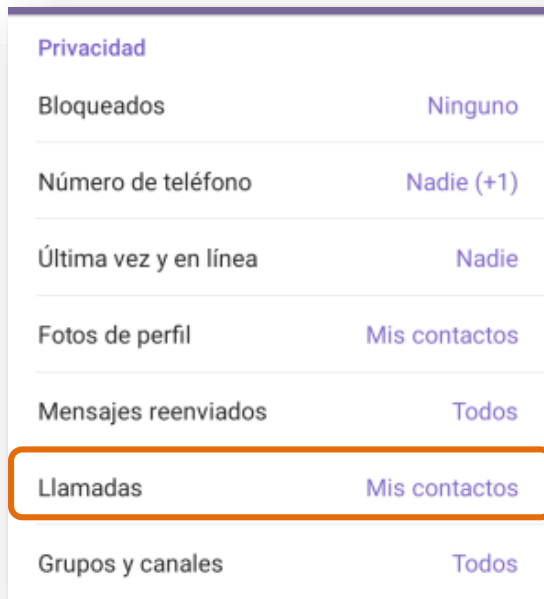 Privacidad
Bloqueados Ninguno
Número de teléfono Nadie (+1)
Última vez y en línea Nadie
Fotos de perfil Mis contactos
Mensajes reenviados Todos
Llamadas Mis contactos
Grupos y canales Todos